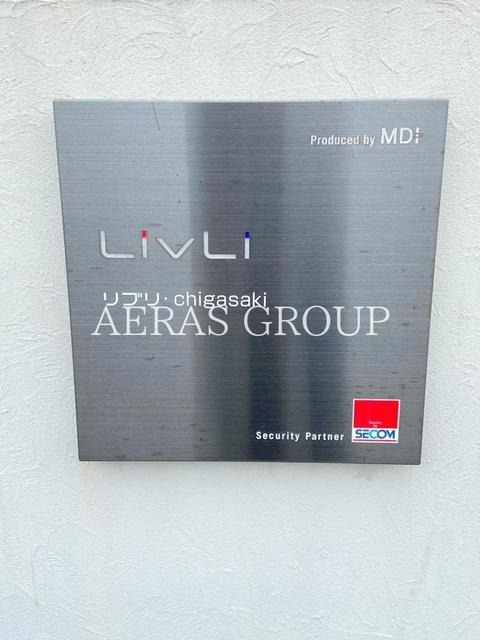 Produced by MDI
LivLi
リブリ・chigasaki
AERAS GROUP
Security Partner
SECOM